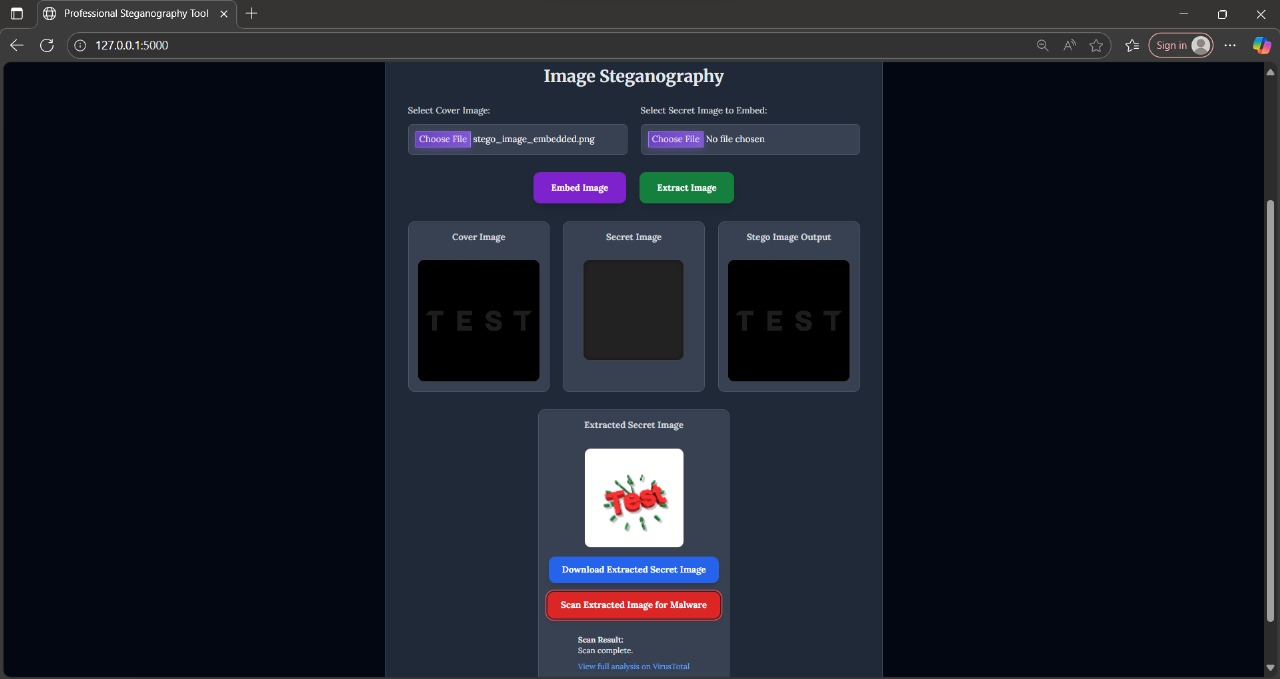 Professional Steganography Tool
127.0.0.1:5000
Sign in
Image Steganography
Select Cover Image:
Select Secret Image to Embed:
Choose File stego_image_embedded.png
Choose File No file chosen
Embed Image
Extract Image
Cover Image
Secret Image
Stego Image Output
TEST
TEST
Extracted Secret Image
Test
Download Extracted Secret Image
Scan Extracted Image for Malware
Scan Result:
Scan complete.
View full analysis on VirusTotal